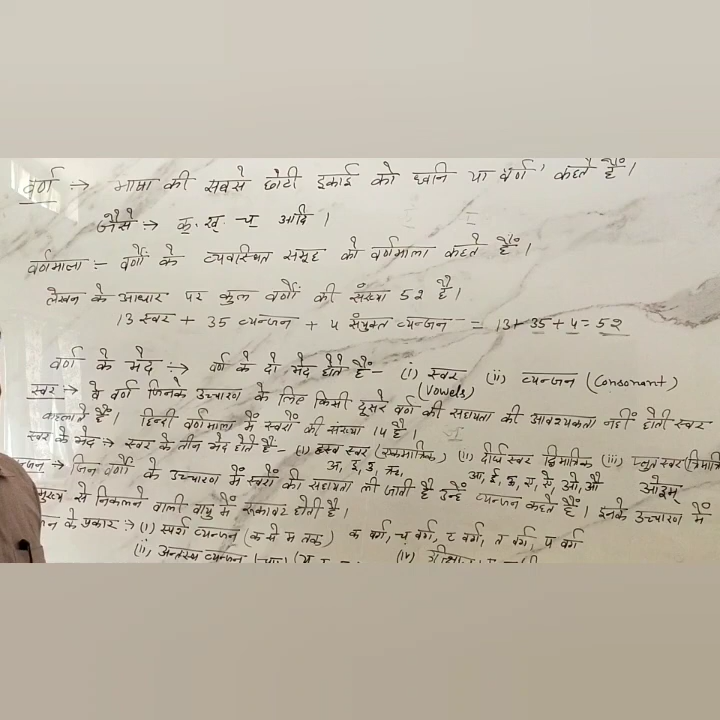 वर्ण → भाषा की सबसे छोटी इकाई को ध्वनि या 'वर्ण' कहते हैं।
जैसे → क, ख, च आदि।
वर्णमाला :- वर्णों के व्यवस्थित समूह को वर्णमाला कहते हैं।
लेखन के आधार पर कुल वर्णों की संख्या 52 है।
13 स्वर + 35 व्यन्जन + 4 संयुक्त व्यन्जन = 13+35+4=52
वर्ण के भेद → वर्ण के दो भेद होते हैं- (i) स्वर (Vowels) (ii) व्यन्जन (Consonant)
स्वर → वे वर्ण जिनके उच्चारण के लिए किसी दूसरे वर्ण की सहायता की आवश्यकता नहीं होती स्वर
कहलाते हैं। हिन्दी वर्णमाला में स्वरों की संख्या 14 है।
स्वर के भेद → स्वर के तीन भेद होते हैं- (i) ह्रस्व स्वर (एकमात्रिक) (ii) दीर्घ स्वर द्विमात्रिक (iii) प्लुत स्वर (त्रिमात्रि
अ, इ, उ, ऋ, आ, ई, ऊ, ए, ऐ, ओ, औ ओइम्
न्जन → जिन वर्णों के उच्चारण में स्वरों की सहायता ली जाती है उन्हें व्यन्जन कहते हैं। इनके उच्चारण में
मुख से निकलने वाली वायु में रूकावट होती है।
न के प्रकार → (i) स्पर्श व्यन्जन (क से म तक) क वर्ग, च वर्ग, ट वर्ग, त वर्ग, प वर्ग
(ii) अन्तस्थ व्यन्जन (iv)